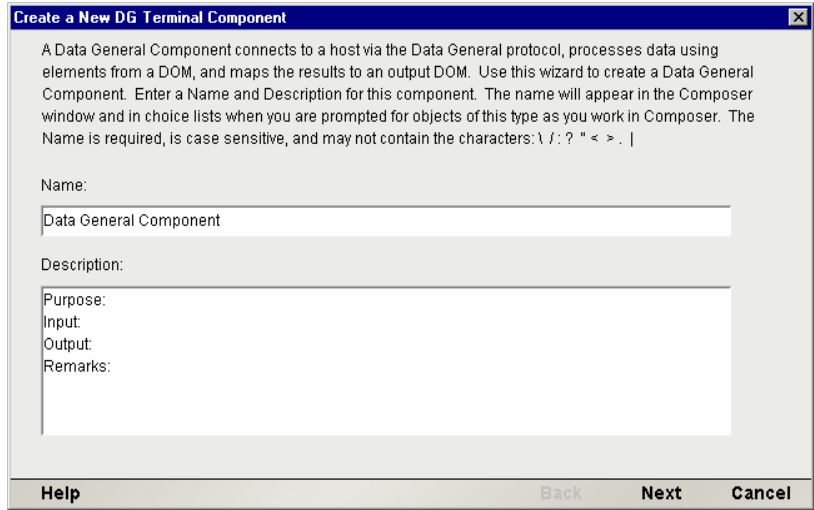 Create a New DG Terminal Component
A Data General Component connects to a host via the Data General protocol, processes data using
elements from a DOM, and maps the results to an output DOM. Use this wizard to create a Data General
Component. Enter a Name and Description for this component. The name will appear in the Composer
window and in choice lists when you are prompted for objects of this type as you work in Composer. The
Name is required, is case sensitive, and may not contain the characters: \ / : ? " < > . |
Name:
Data General Component
Description:
Purpose:
Input:
Output:
Remarks:
Help Back Next Cancel